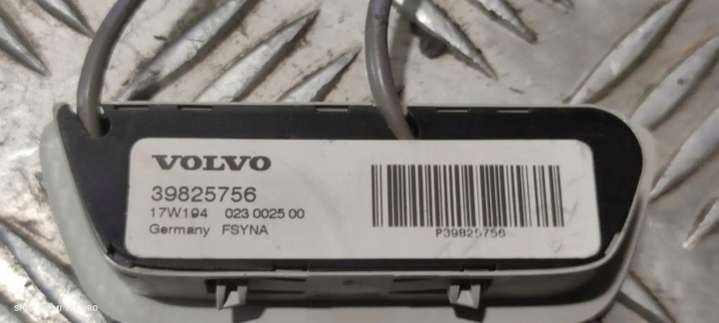 VOLVO
39825756
17W194 023 0025 00
Germany FSYNA
P39825756